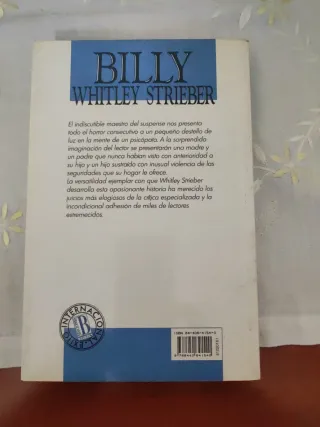 BILLY
WHITLEY STRIEBER
El indiscutible maestro del suspense nos presenta
todo el horror consecutivo a un pequeño destello de
luz en la mente de un psicópata. A la sorprendida
imaginación del lector se presentarán una madre y
un padre que nunca habían visto con anterioridad a
su hija y un hijo sustraído con inusual violencia de las
seguridades que su hogar le ofrece.
La versatilidad ejemplar con que Whitley Strieber
desarrolla esta apasionante historia ha merecido los
juicios más elogiosos de la crítica especializada y la
incondicional adhesión de miles de lectores
estremecidos.
INTERNACIONAL
B